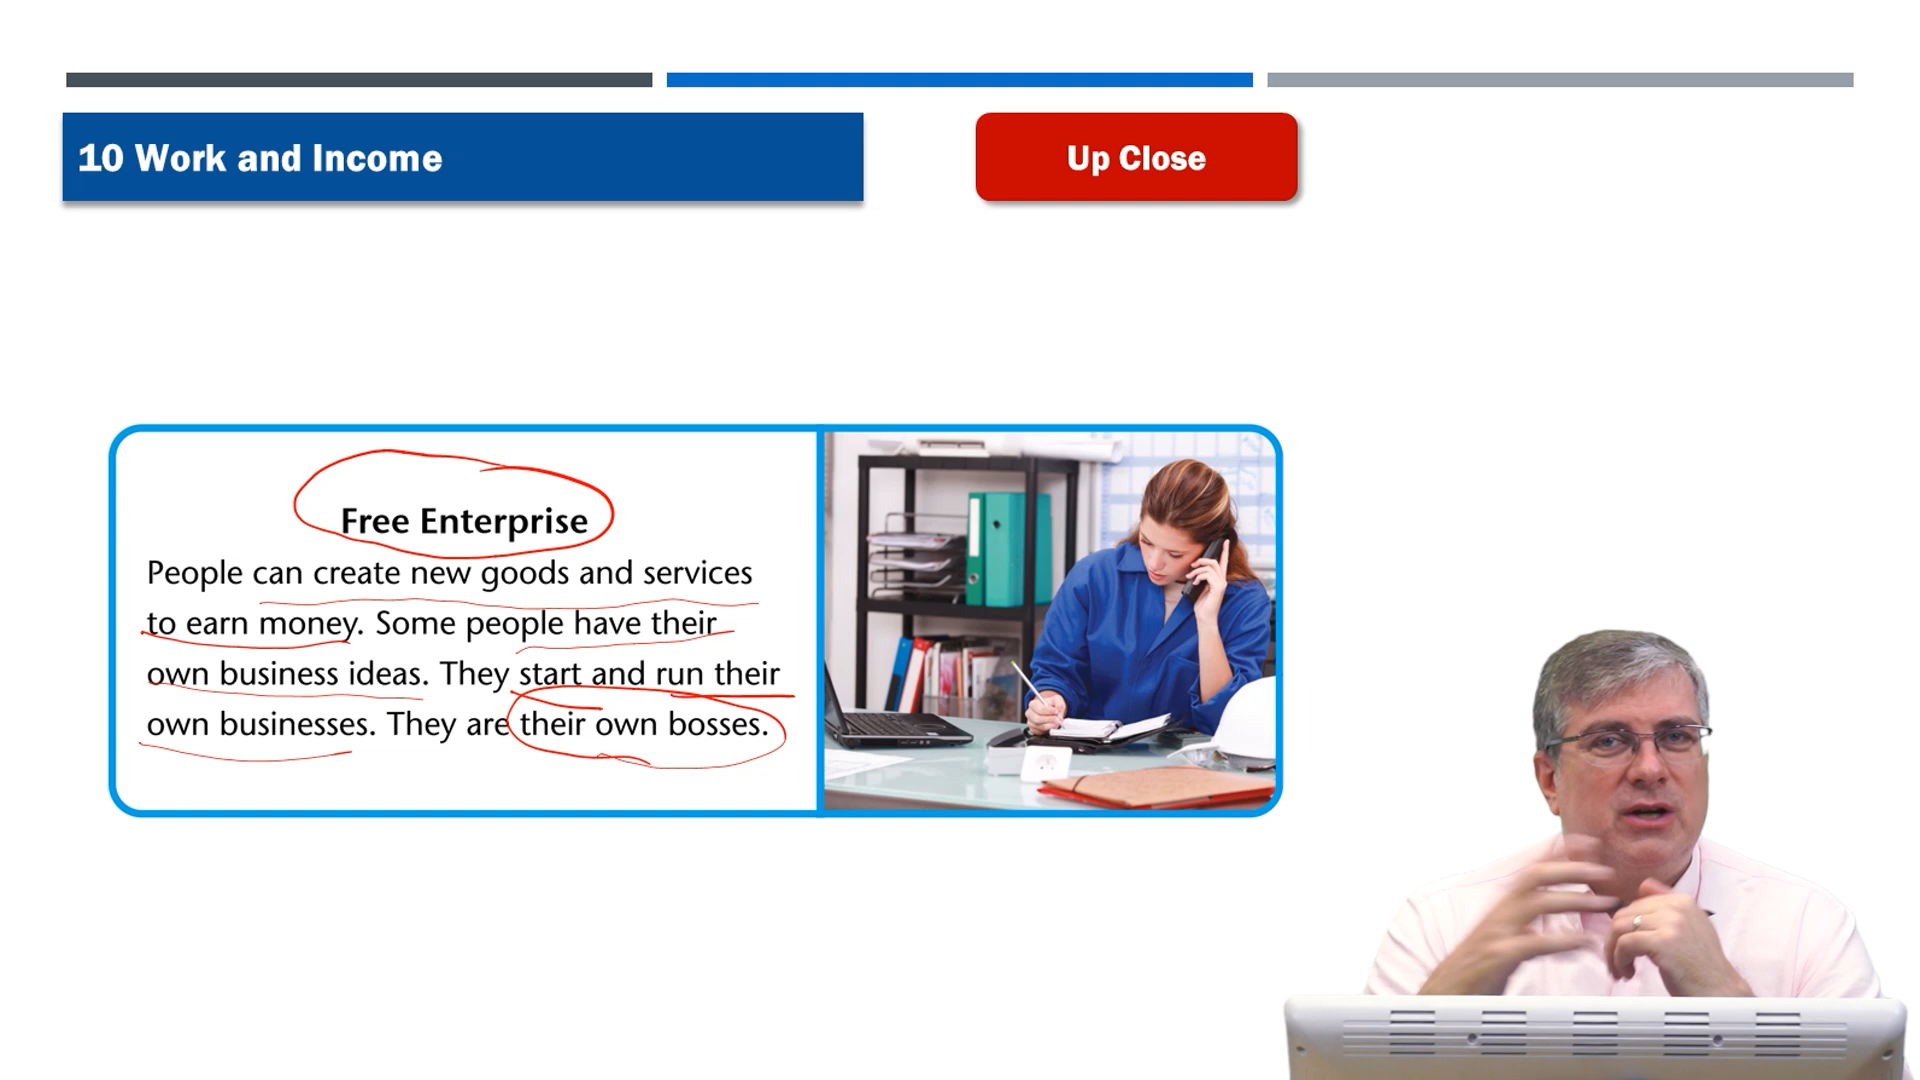 10 Work and Income
Up Close
Free Enterprise
People can create new goods and services
to earn money. Some people have their
own business ideas. They start and run their
own businesses. They are their own bosses.